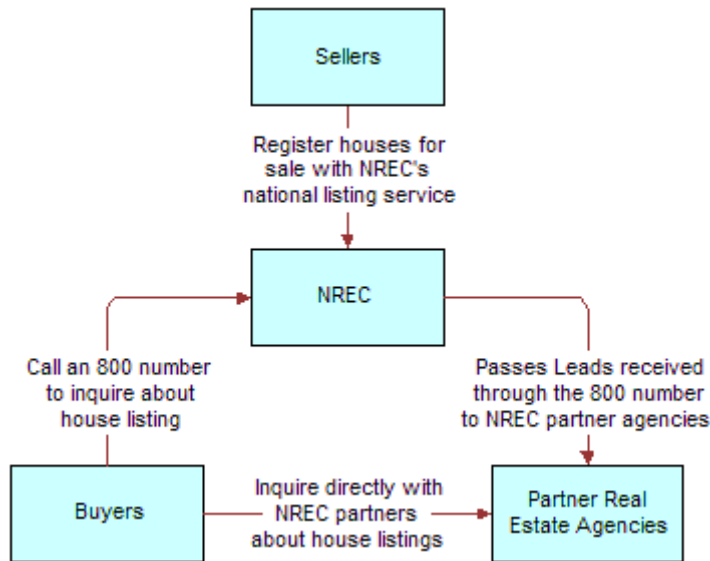 Sellers
Register houses for
sale with NREC's
national listing service
NREC
Call an 800 number
to inquire about
house listing
Passes Leads received
through the 800 number
to NREC partner agencies
Buyers
Inquire directly with
NREC partners
about house listings
Partner Real
Estate Agencies